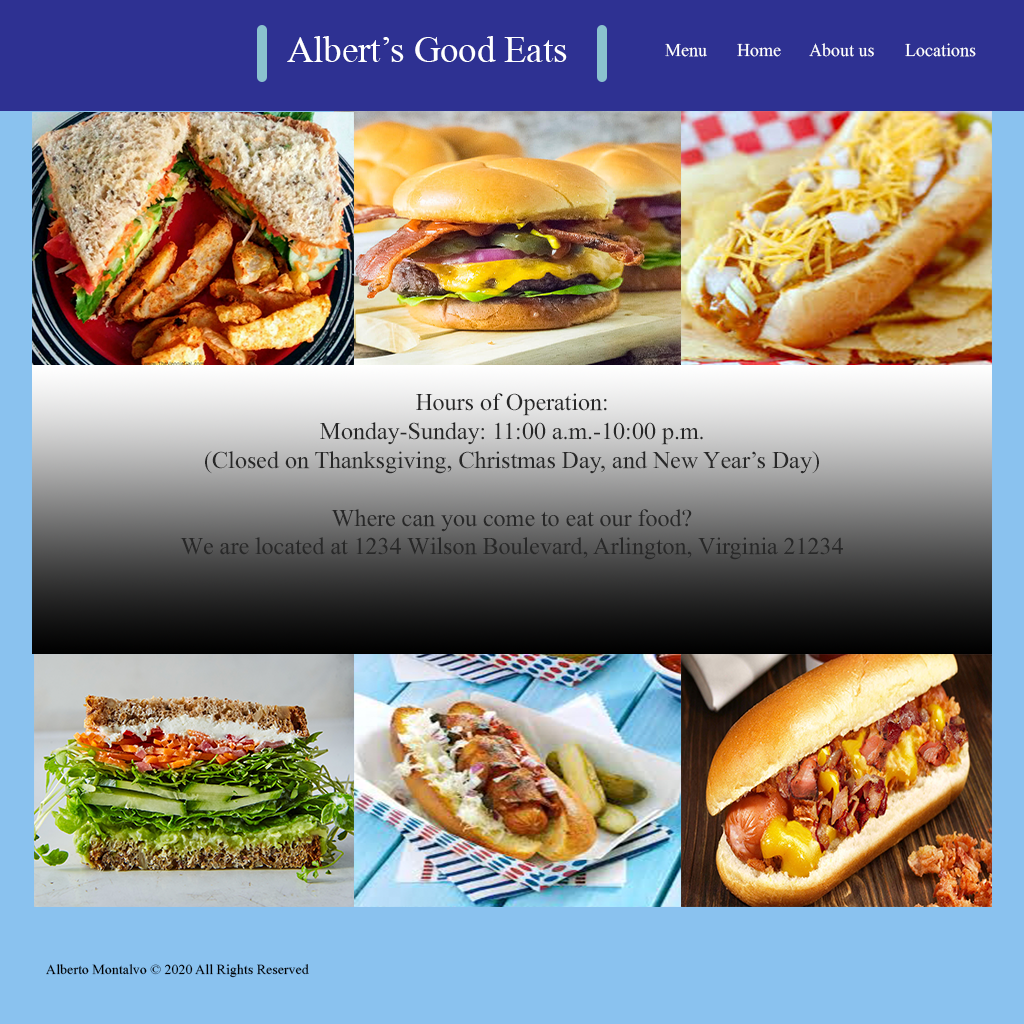 Albert’s Good Eats
Menu Home About us Locations
Hours of Operation:
Monday-Sunday: 11:00 a.m.-10:00 p.m.
(Closed on Thanksgiving, Christmas Day, and New Year’s Day)
Where can you come to eat our food?
We are located at 1234 Wilson Boulevard, Arlington, Virginia 21234
Alberto Montalvo © 2020 All Rights Reserved